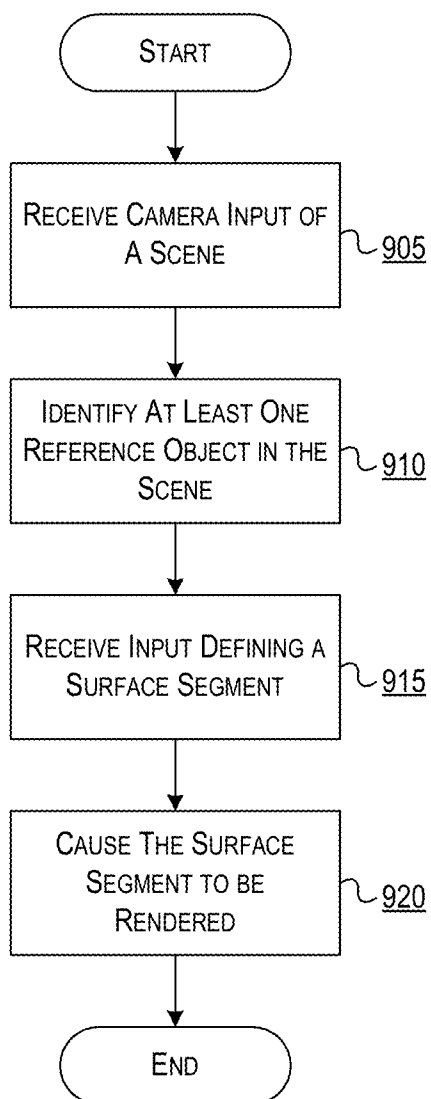 START
RECEIVE CAMERA INPUT OF
A SCENE
905
IDENTIFY AT LEAST ONE
REFERENCE OBJECT IN THE
SCENE
910
RECEIVE INPUT DEFINING A
SURFACE SEGMENT
915
CAUSE THE SURFACE
SEGMENT TO BE
RENDERED
920
END